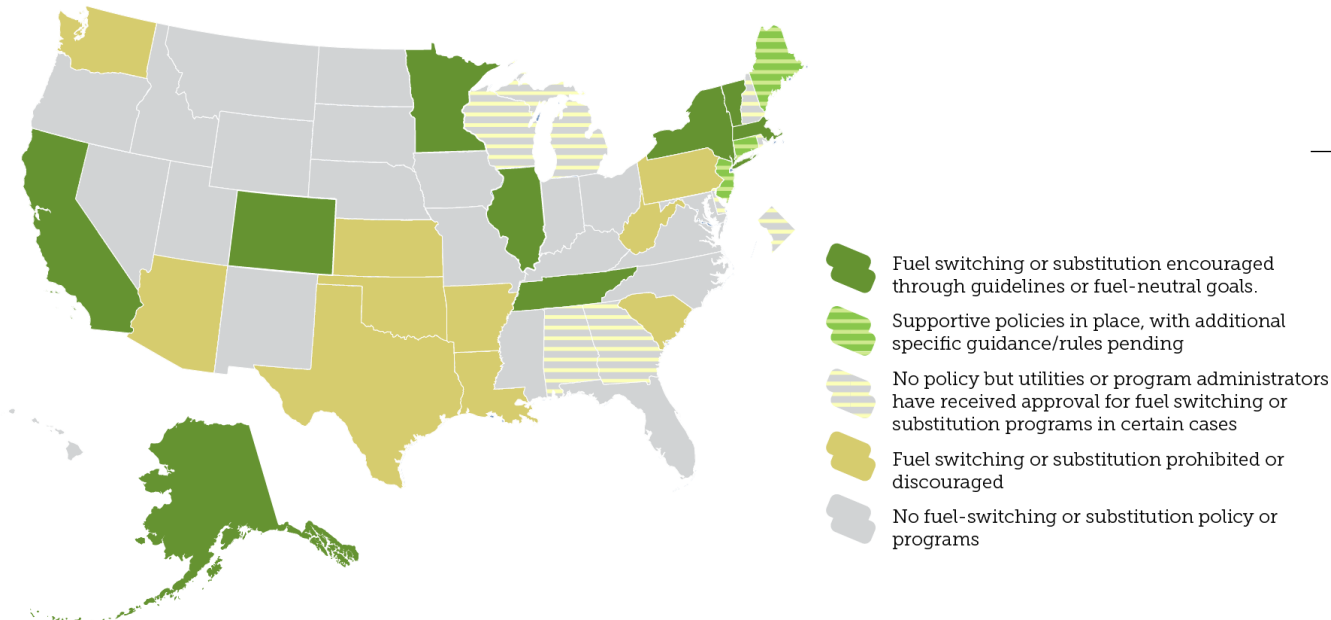 Fuel switching or substitution encouraged
through guidelines or fuel-neutral goals.
Supportive policies in place, with additional
specific guidance/rules pending
No policy but utilities or program administrators
have received approval for fuel switching or
substitution programs in certain cases
Fuel switching or substitution prohibited or
discouraged
No fuel-switching or substitution policy or
programs